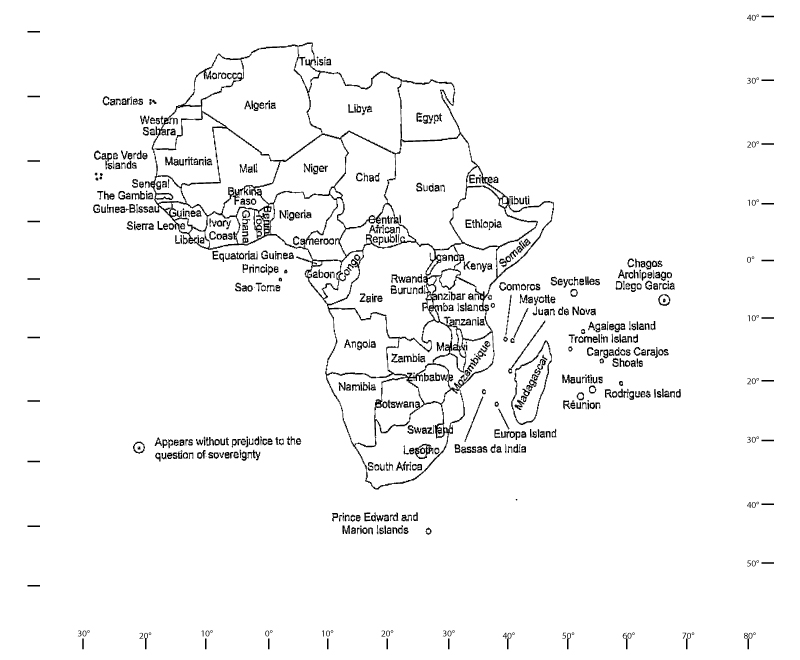 40°
Tunisia
Morocco
30°
Canaries
Algeria
Libya
Egypt
Western
Sahara
20°
Capa Verde
Islands
Mauritania
Mali
Niger
Chad
Sudan
Eritrea
Senegal
The Gambia
Burkina
Faso
Djibuti
10°
Guinea-Bissau
Guinea
Nigeria
Ethiopia
Sierra Leone
Ivory
Coast
Ghana
Togo
Benin
Central
African
Republic
Liberia
Cameroon
Somalia
Equatorial Guinea
Uganda
Kenya
0°
Principe
Gabon
Congo
Sao Tome
Rwanda
Burundi
Zaire
Zanzibar and
Pemba Islands
Comoros
Mayotte
Juan de Nova
Seychelles
Chagos
Archipelago
Diego Garcia
10°
Tanzania
Agalega Island
Tromelin Island
Angola
Malawi
Zambia
Mozambique
Cargados Carajos
Shoals
Namibia
Zimbabwe
Madagascar
Mauritius
20°
Rodrigues Island
Réunion
Botswana
Swaziland
Europa Island
Bassas da India
30°
Appears without prejudice to the
question of sovereignty
Lesotho
South Africa
40°
Prince Edward and
Marion Islands
50°
30° 20° 10° 0° 10° 20° 30° 40° 50° 60° 70° 80°